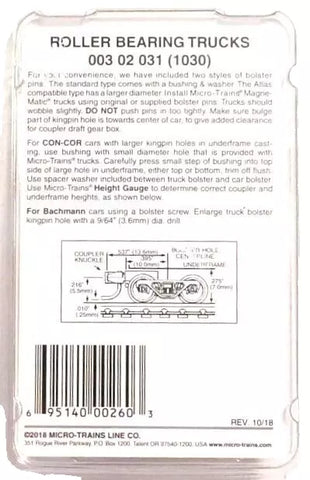 ROLLER BEARING TRUCKS
003 02 031 (1030)
For convenience, we have included two styles of bolster
pins. The standard type comes with a bushing & washer. The Atlas
compatible type has a larger diameter. Install Micro-Trains® Magne-
Matic® trucks using original or supplied bolster pins. Trucks should
wobble slightly. DO NOT push pins in too tightly. Make sure bulge
part of kingpin hole is towards center of car, to give added clearance
for coupler draft gear box.
For CON-COR cars with larger kingpin holes in underframe cast-
ing, use bushing with small diameter hole that is provided with
Micro-Trains® trucks. Carefully press small step of bushing into top
side of large hole in underframe, either top or bottom, trim off flush.
Use spacer washer included between truck bolster and car bolster.
Use Micro-Trains® Height Gauge to determine correct coupler and
underframe heights, as shown below.
For Bachmann cars using a bolster screw. Enlarge truck bolster
kingpin hole with a 9/64" (3.6mm) dia. drill.
.537" (13.6mm)
COUPLER
KNUCKLE
.395"
(10.0mm)
HOLE
UNDERFRAME
.216"
(5.5mm)
.275"
(7.0mm)
.010"
(.25mm)
6 95140 00260 3
REV. 10/18
©2018 MICRO-TRAINS LINE CO.
351 Rogue River Parkway, P.O. Box 1200, Talent OR 97540-1200, USA www.micro-trains.com